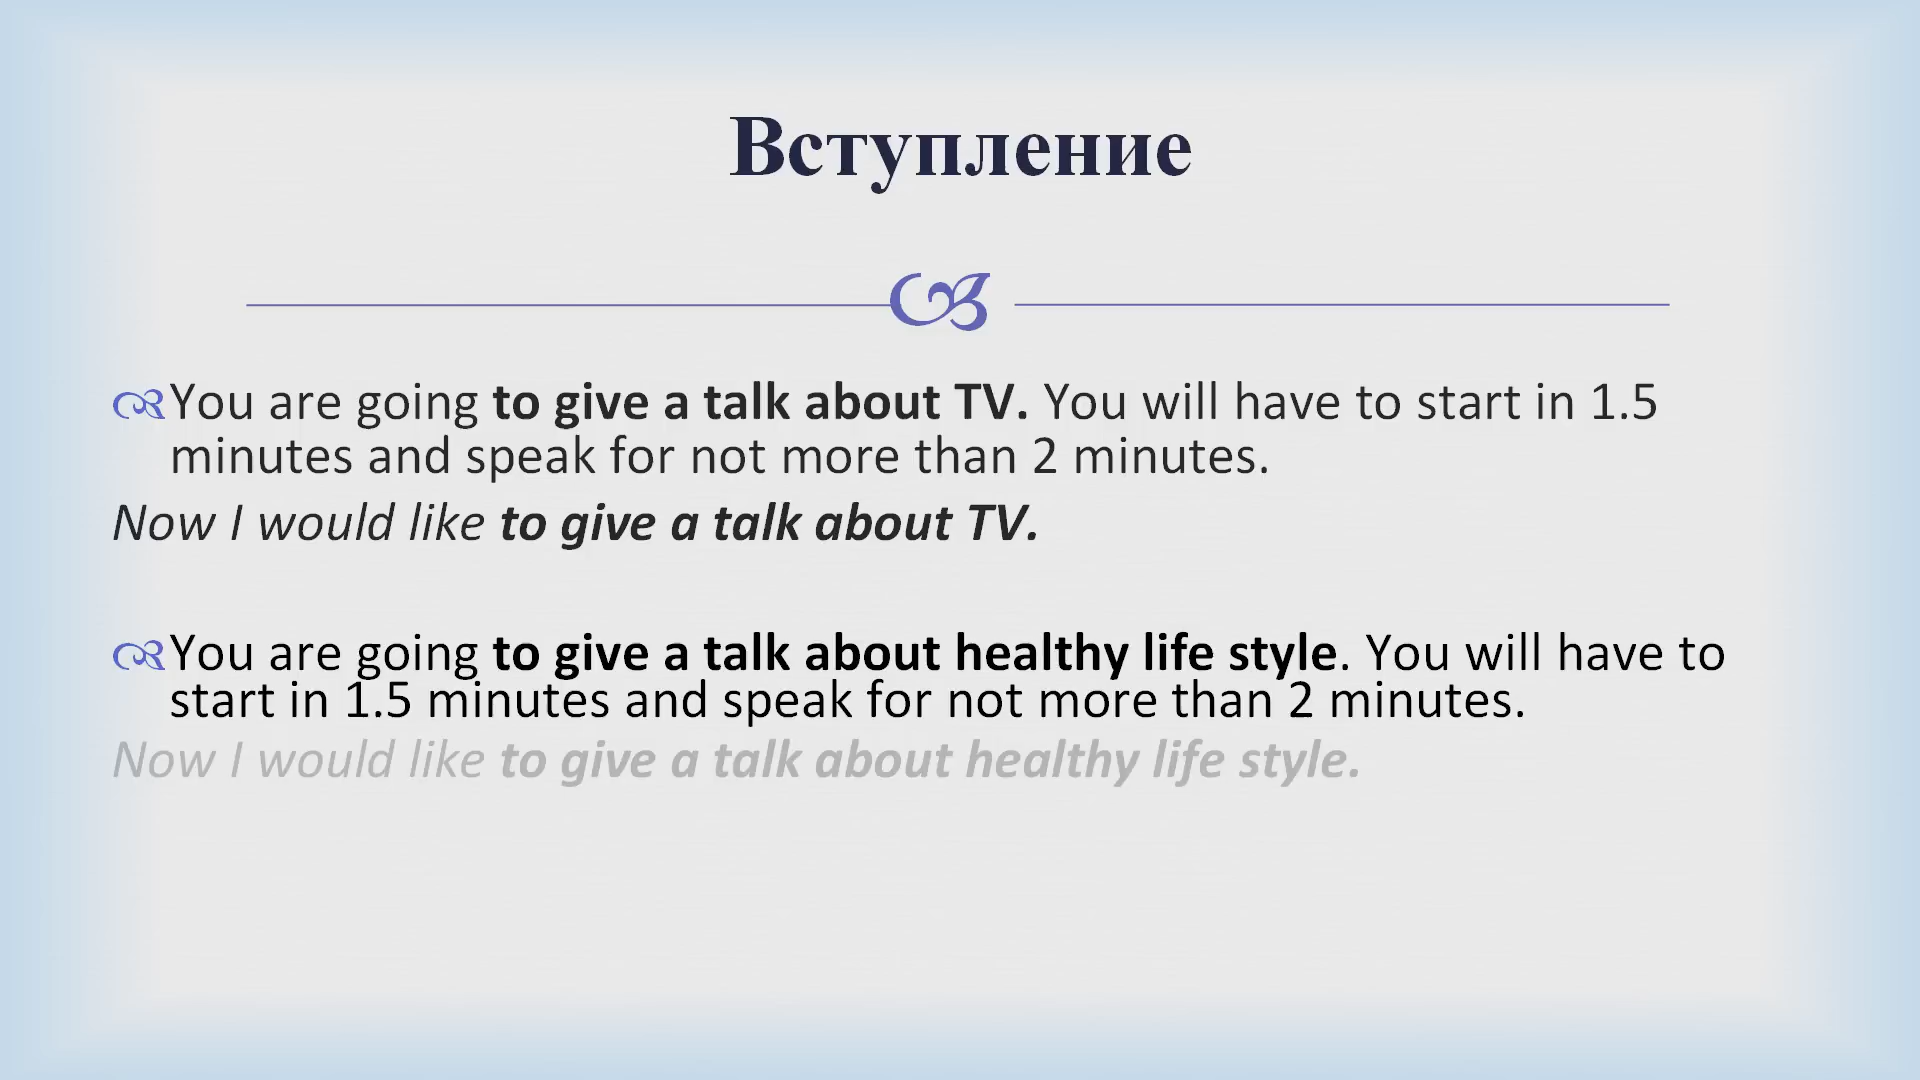 Вступление
You are going to give a talk about TV. You will have to start in 1.5
minutes and speak for not more than 2 minutes.
Now I would like to give a talk about TV.
You are going to give a talk about healthy life style. You will have to
start in 1.5 minutes and speak for not more than 2 minutes.
Now I would like to give a talk about healthy life style.